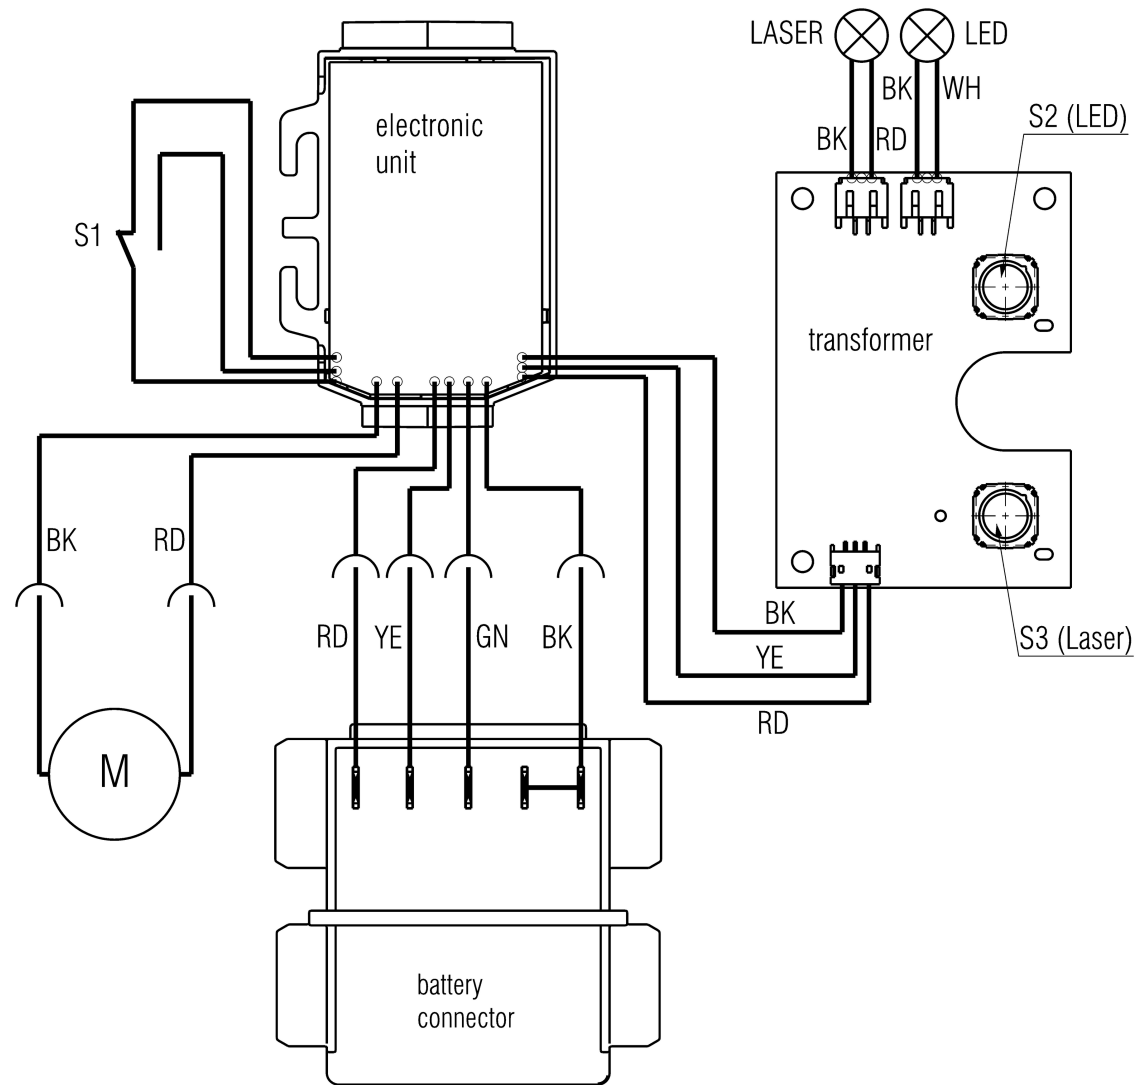 LASER
LED
BK
WH
BK
RD
S2 (LED)
electronic
unit
S1
transformer
BK
RD
RD
YE
GN
BK
BK
YE
RD
S3 (Laser)
M
battery
connector